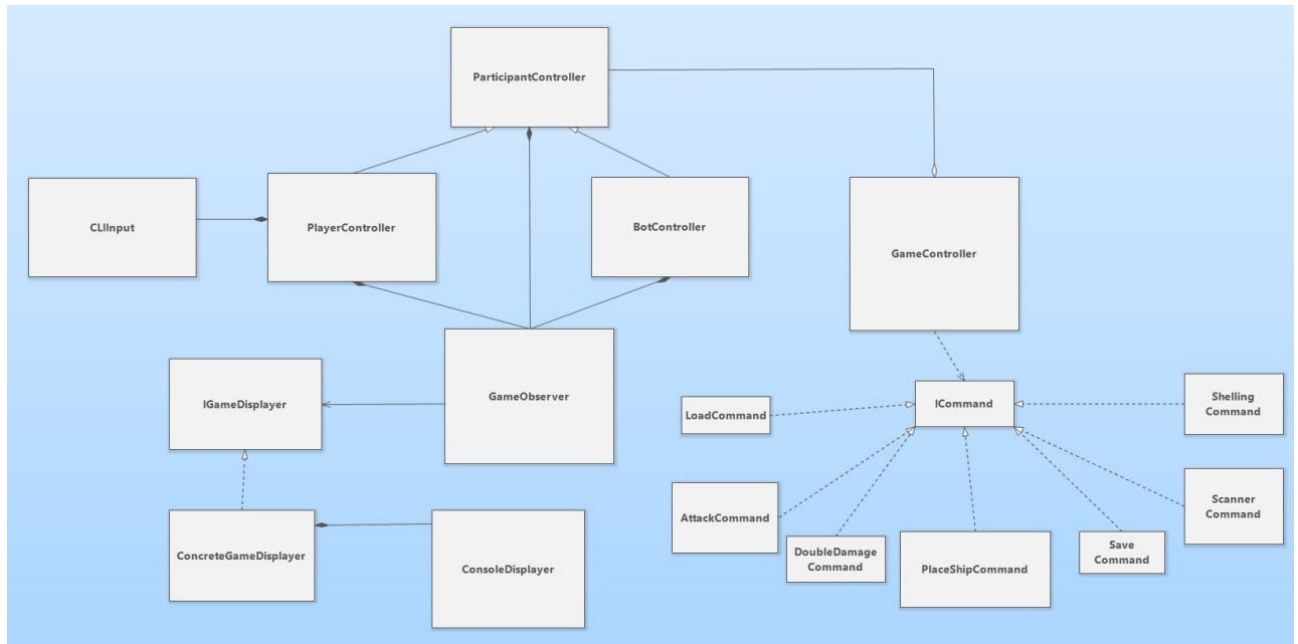 ParticipantController
CLIInput
PlayerController
BotController
GameController
IGameDisplayer
GameObserver
LoadCommand
ICommand
Shelling
Command
AttackCommand
DoubleDamage
Command
PlaceShipCommand
Save
Command
Scanner
Command
ConcreteGameDisplayer
ConsoleDisplayer